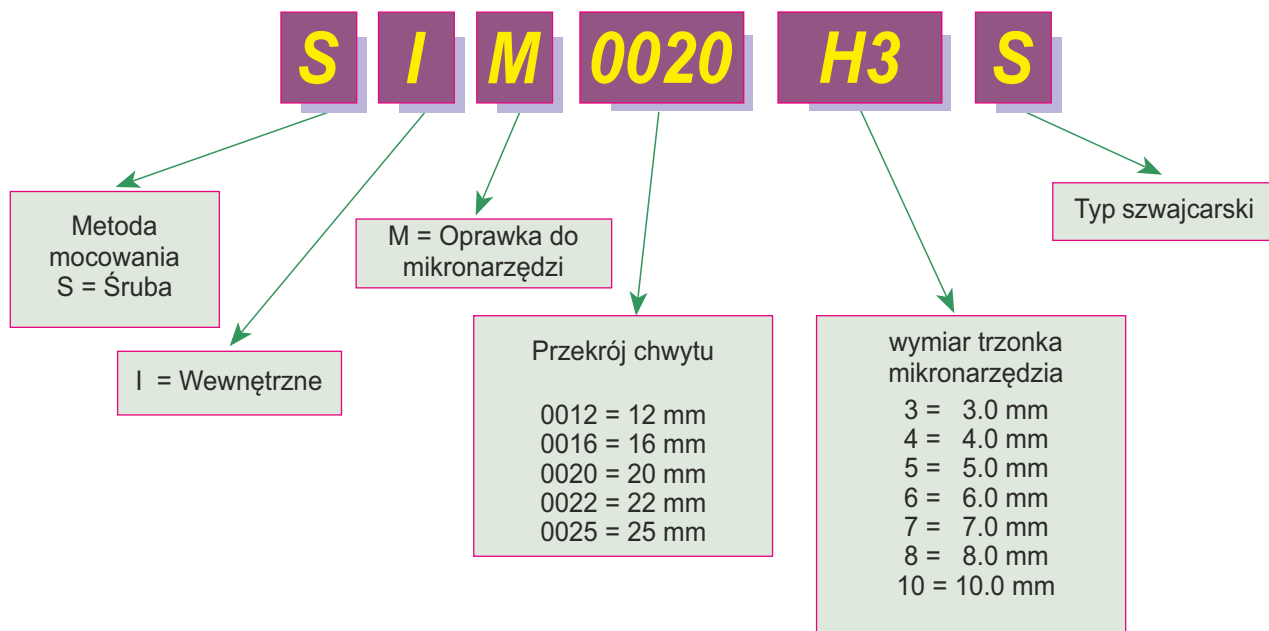 S I M 0020 H3 S
Metoda
mocowania
S = Śruba
I = Wewnętrzne
M = Oprawka do
mikronarzędzi
Przekrój chwytu
0012 = 12 mm
0016 = 16 mm
0020 = 20 mm
0022 = 22 mm
0025 = 25 mm
wymiar trzonka
mikronarzędzia
3 = 3.0 mm
4 = 4.0 mm
5 = 5.0 mm
6 = 6.0 mm
7 = 7.0 mm
8 = 8.0 mm
10 = 10.0 mm
Typ szwajcarski